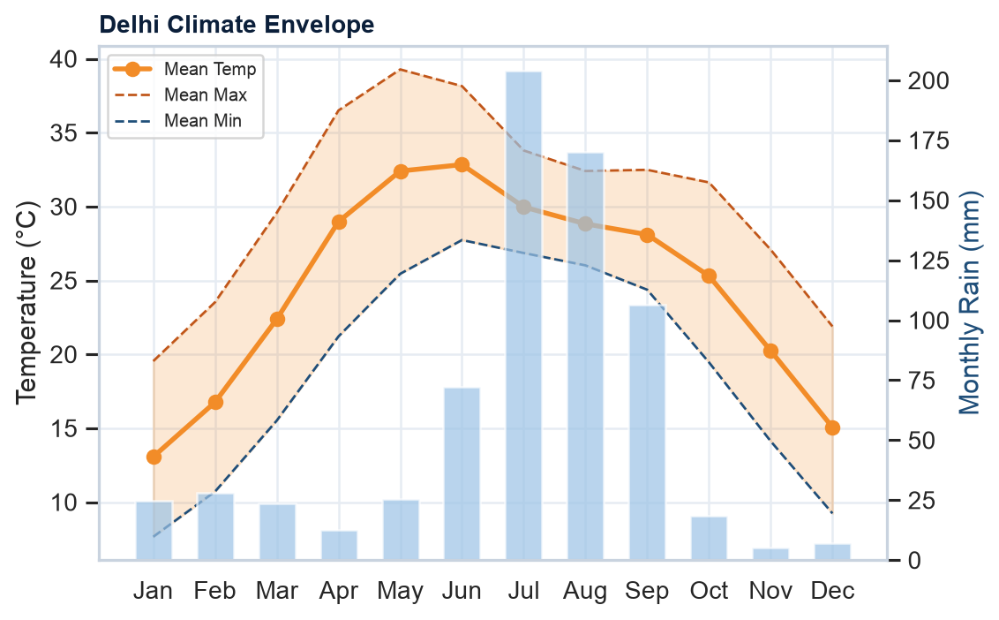 Delhi Climate Envelope
Mean Temp
Mean Max
Mean Min
Temperature (°C)
40
35
30
25
20
15
10
Monthly Rain (mm)
200
175
150
125
100
75
50
25
0
Jan Feb Mar Apr May Jun Jul Aug Sep Oct Nov Dec